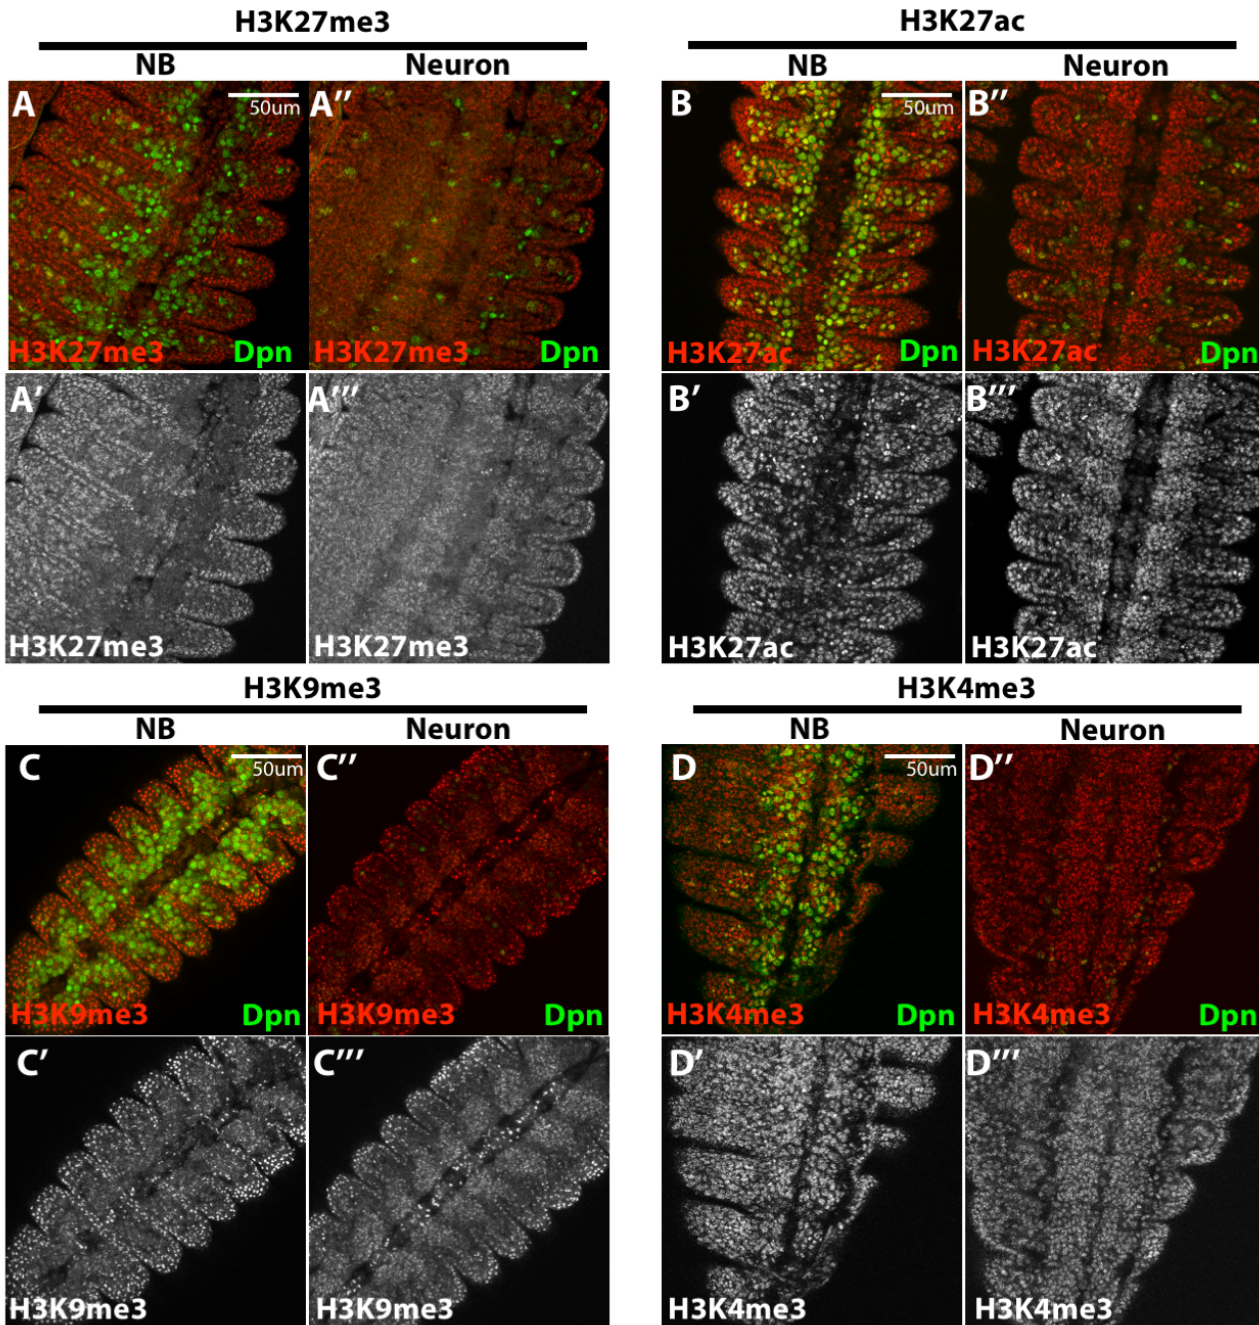 H3K27me3
H3K27ac
NB
Neuron
NB
Neuron
A
50um
A''
B
50um
B''
H3K27me3
Dpn
H3K27me3
Dpn
H3K27ac
Dpn
H3K27ac
Dpn
A'
A'''
B'
B'''
H3K27me3
H3K27me3
H3K27ac
H3K27ac
H3K9me3
H3K4me3
NB
Neuron
NB
Neuron
C
50um
C''
D
50um
D''
H3K9me3
Dpn
H3K9me3
Dpn
H3K4me3
Dpn
H3K4me3
Dpn
C'
C'''
D'
D'''
H3K9me3
H3K9me3
H3K4me3
H3K4me3